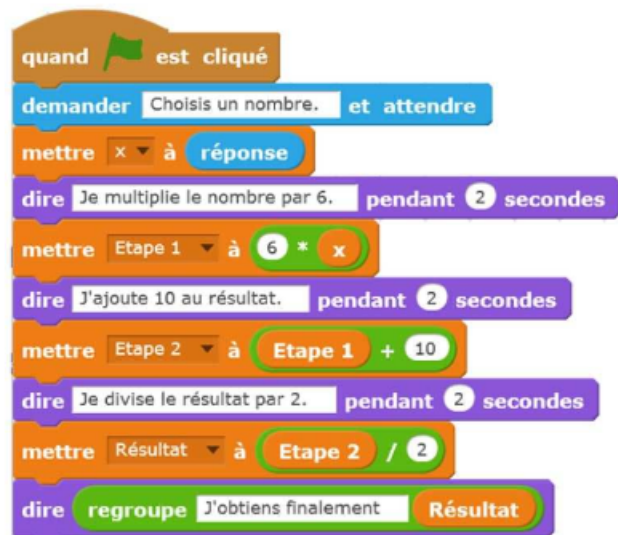 quand est cliqué
demander Choisis un nombre. et attendre
mettre x à réponse
dire Je multiplie le nombre par 6. pendant 2 secondes
mettre Etape 1 à 6 * x
dire J'ajoute 10 au résultat. pendant 2 secondes
mettre Etape 2 à Etape 1 + 10
dire Je divise le résultat par 2. pendant 2 secondes
mettre Résultat à Etape 2 / 2
dire regroupe J'obtiens finalement Résultat